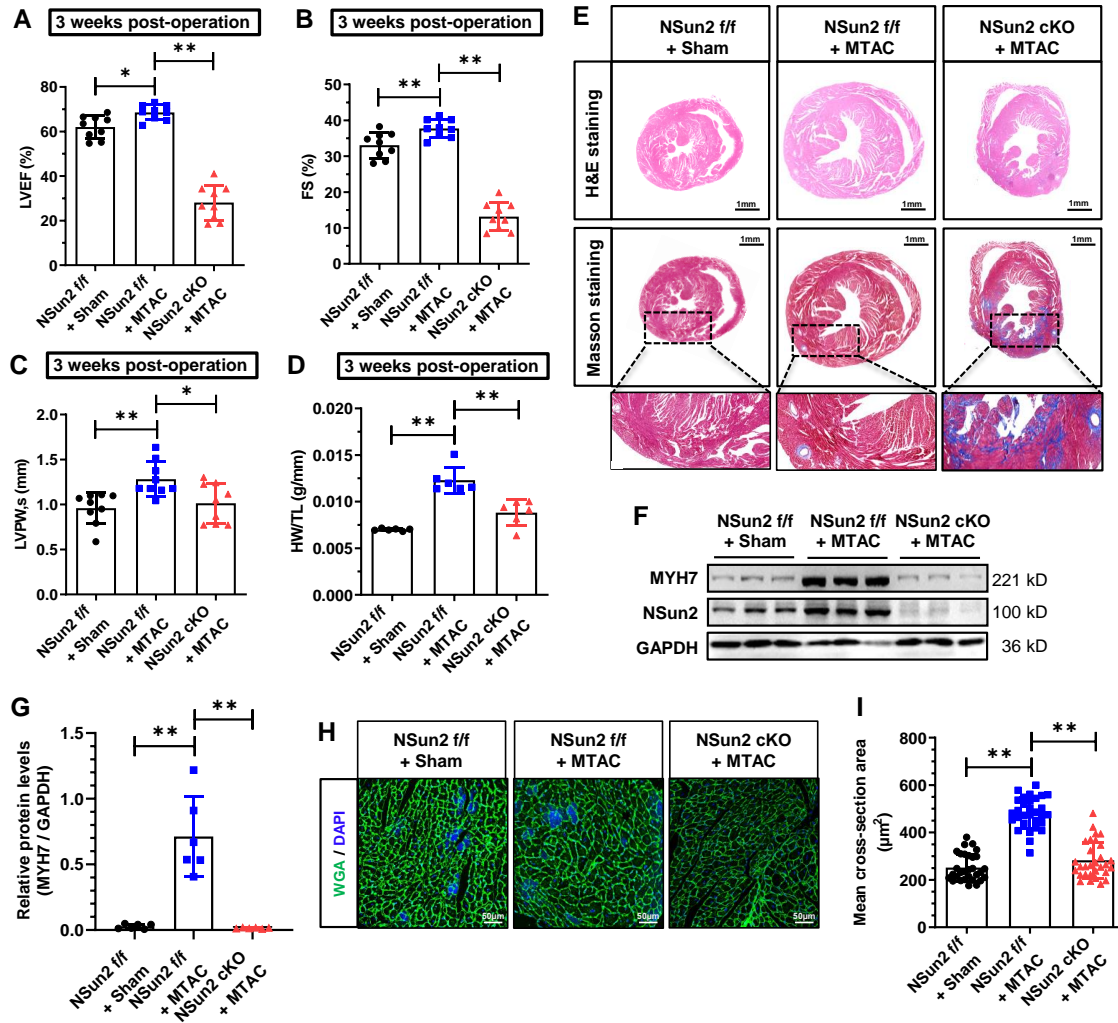 A
3 weeks post-operation
*
**
LVEF (%)
80
60
40
20
0
NSun2 f/f
+ Sham
NSun2 f/f
+ MTAC
NSun2 cKO
+ MTAC
B
3 weeks post-operation
**
**
FS (%)
50
40
30
20
10
0
NSun2 f/f
+ Sham
NSun2 f/f
+ MTAC
NSun2 cKO
+ MTAC
C
3 weeks post-operation
**
*
LVPW,s (mm)
2.0
1.5
1.0
0.5
0.0
NSun2 f/f
+ Sham
NSun2 f/f
+ MTAC
NSun2 cKO
+ MTAC
D
3 weeks post-operation
**
**
HW/TL (g/mm)
0.020
0.015
0.010
0.005
0.000
NSun2 f/f
+ Sham
NSun2 f/f
+ MTAC
NSun2 cKO
+ MTAC
E
NSun2 f/f
+ Sham
NSun2 f/f
+ MTAC
NSun2 cKO
+ MTAC
H&E staining
1mm
1mm
1mm
Masson staining
1mm
1mm
1mm
F
NSun2 f/f
+ Sham
NSun2 f/f
+ MTAC
NSun2 cKO
+ MTAC
MYH7
221 kD
NSun2
100 kD
GAPDH
36 kD
G
**
**
Relative protein levels
(MYH7 / GAPDH)
1.5
1.0
0.5
0.0
NSun2 f/f
+ Sham
NSun2 f/f
+ MTAC
NSun2 cKO
+ MTAC
H
NSun2 f/f
+ Sham
NSun2 f/f
+ MTAC
NSun2 cKO
+ MTAC
WGA / DAPI
50μm
50μm
50μm
I
**
**
Mean cross-section area
(μm²)
800
600
400
200
0
NSun2 f/f
+ Sham
NSun2 f/f
+ MTAC
NSun2 cKO
+ MTAC